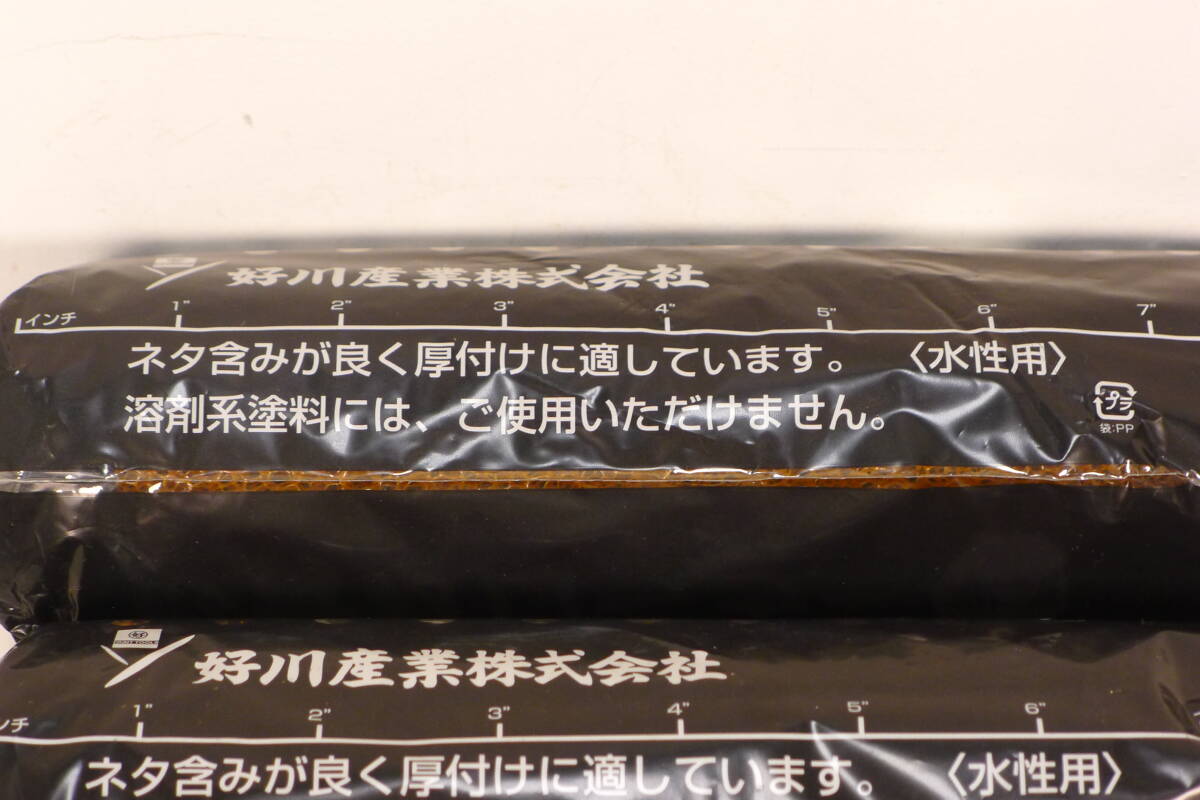 好川産業株式会社
インチ 1" 2" 3" 4" 5" 6" 7"
ネタ含みが良く厚付けに適しています。 〈水性用〉
溶剤系塗料には、ご使用いただけません。
プラ
袋:PP
好川産業株式会社
ンチ 1" 2" 3" 4" 5" 6"
ネタ含みが良く厚付けに適しています。 〈水性用〉